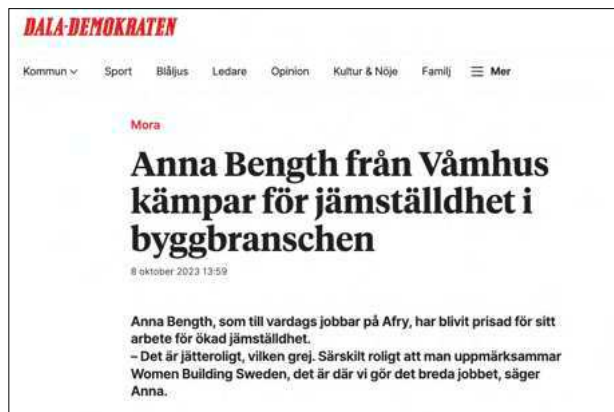 DALA-DEMOKRATEN
Kommun Sport Blåljus Ledare Opinion Kultur & Nöje Familj Mer
Mora
Anna Bength från Våmhus
kämpar för jämställdhet i
byggbranschen
8 oktober 2023 13:59
Anna Bength, som till vardags jobbar på Afry, har blivit prisad för sitt
arbete för ökad jämställdhet.
– Det är jätteroligt, vilken grej. Särskilt roligt att man uppmärksammar
Women Building Sweden, det är där vi gör det breda jobbet, säger
Anna.